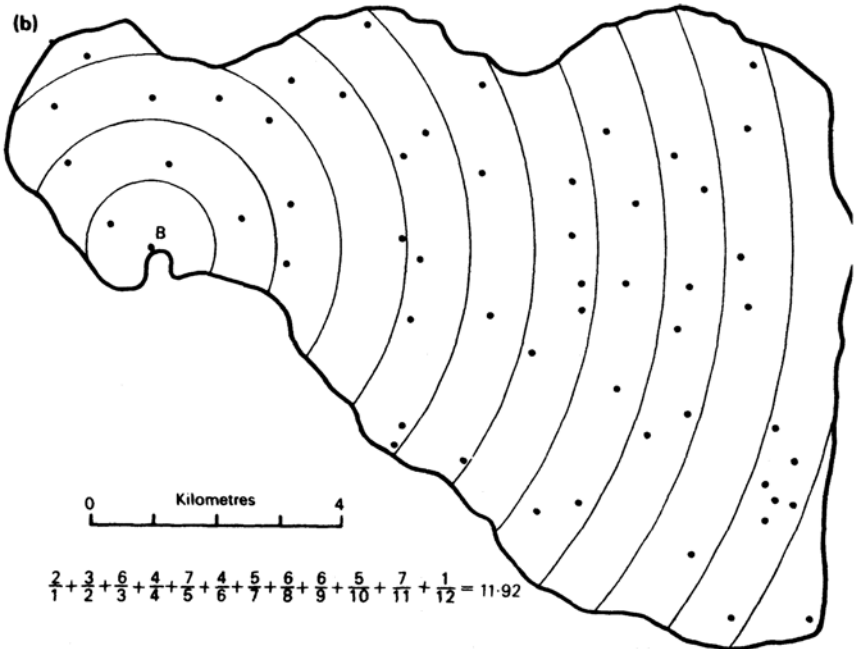 (b)
B
0 Kilometres 4
2/1 + 3/2 + 6/3 + 4/4 + 7/5 + 4/6 + 5/7 + 6/8 + 6/9 + 5/10 + 7/11 + 1/12 = 11·92